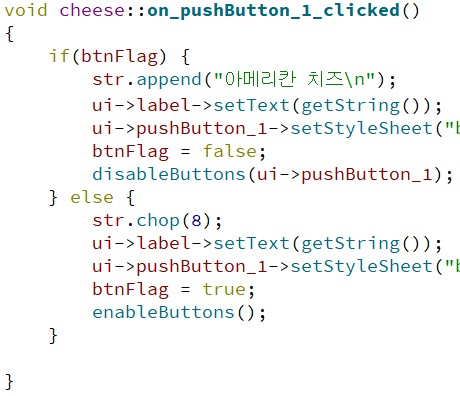 void cheese::on_pushButton_1_clicked()
{
    if(btnFlag) {
        str.append("아메리칸 치즈\n");
        ui->label->setText(getString());
        ui->pushButton_1->setStyleSheet("b
        btnFlag = false;
        disableButtons(ui->pushButton_1);
    } else {
        str.chop(8);
        ui->label->setText(getString());
        ui->pushButton_1->setStyleSheet("b
        btnFlag = true;
        enableButtons();
    }
}